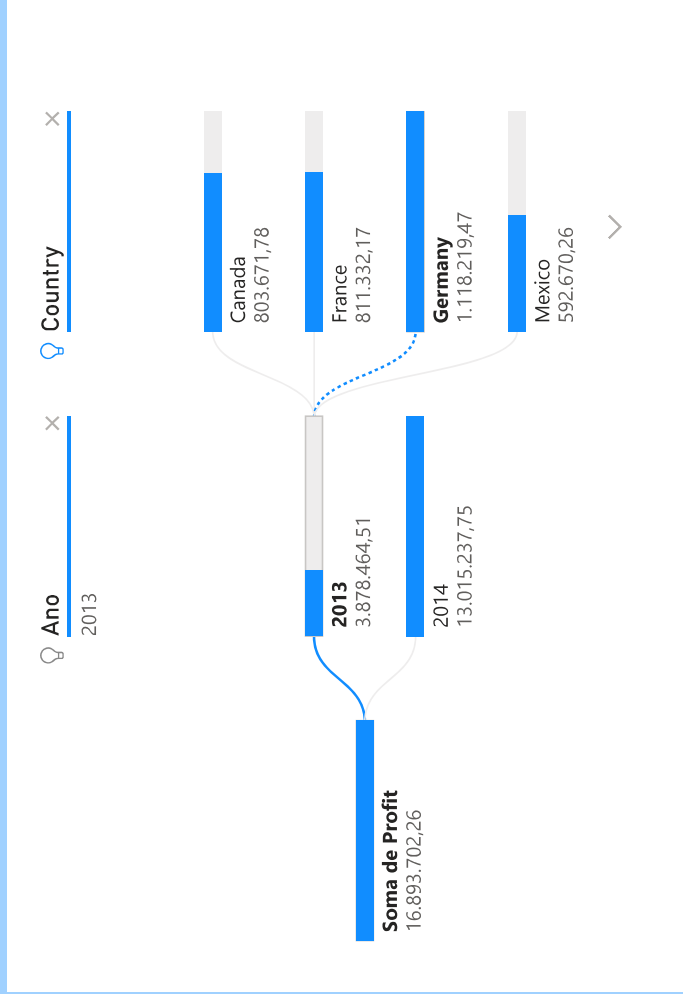 Ano
2013
Country
Soma de Profit
16.893.702,26
2013
3.878.464,51
2014
13.015.237,75
Canada
803.671,78
France
811.332,17
Germany
1.118.219,47
Mexico
592.670,26